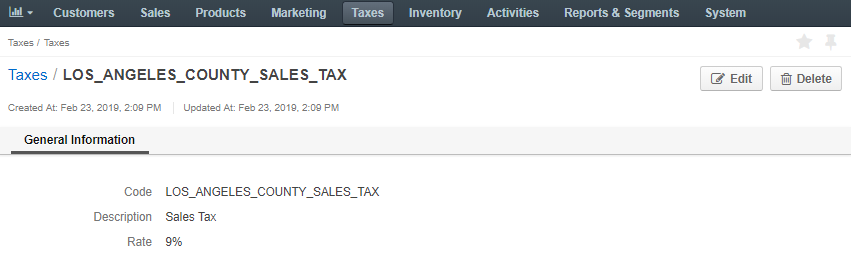 Customers Sales Products Marketing Taxes Inventory Activities Reports & Segments System
Taxes / Taxes
Taxes / LOS_ANGELES_COUNTY_SALES_TAX Edit Delete
Created At: Feb 23, 2019, 2:09 PM Updated At: Feb 23, 2019, 2:09 PM
General Information
Code LOS_ANGELES_COUNTY_SALES_TAX
Description Sales Tax
Rate 9%